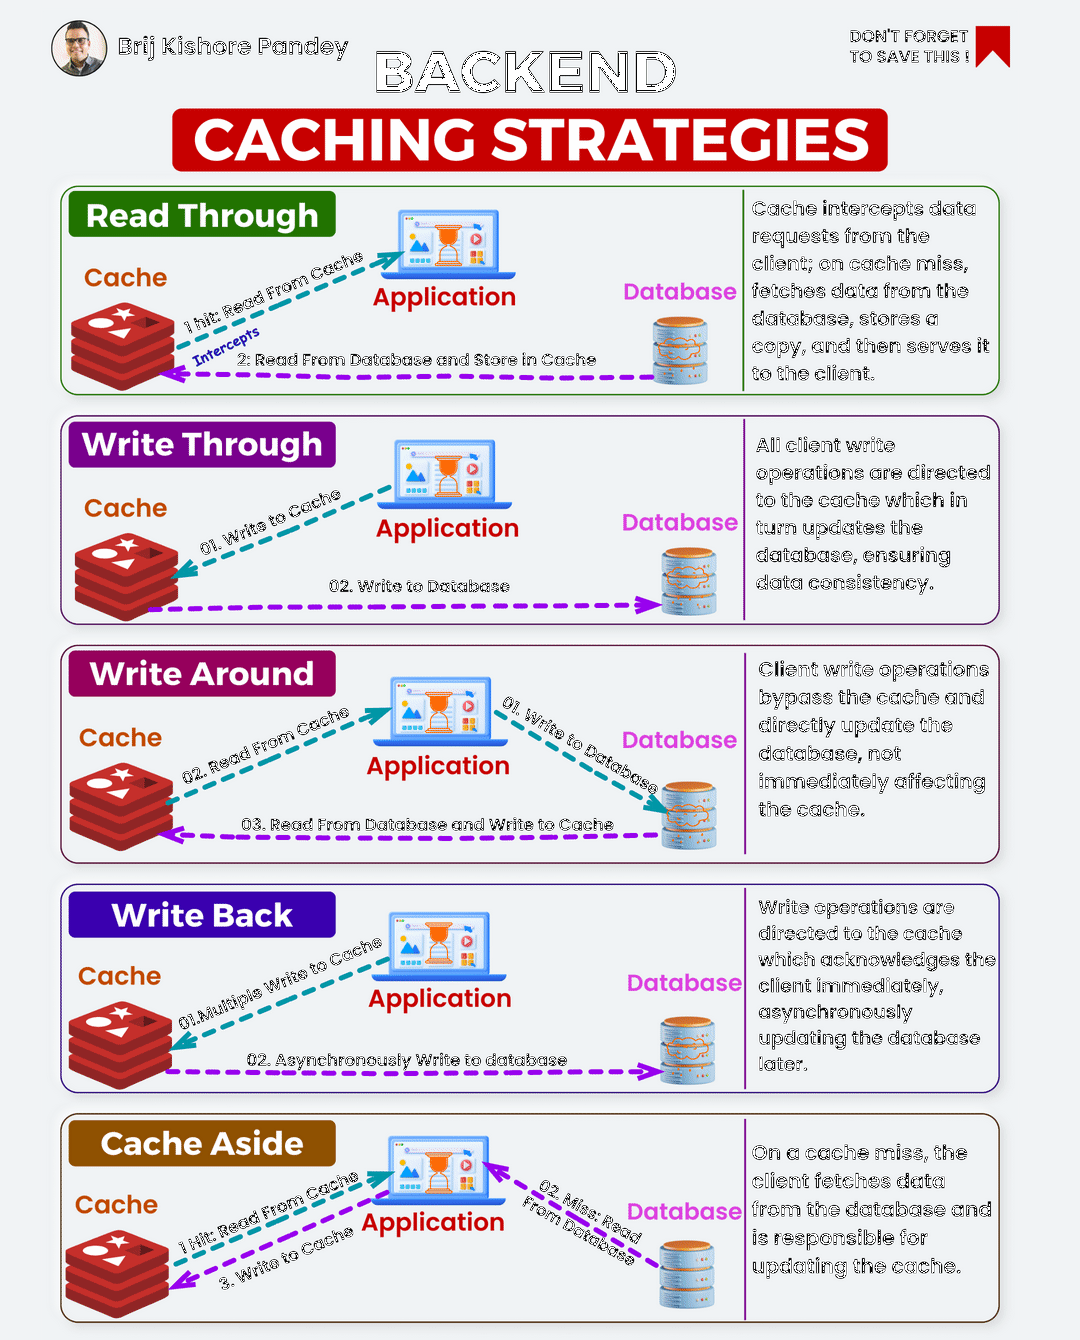 Brij Kishore Pandey
DON'T FORGET
TO SAVE THIS !
BACKEND
CACHING STRATEGIES
Read Through
Cache
1 hit: Read From Cache
Intercepts
Application
2: Read From Database and Store in Cache
Database
Cache intercepts data
requests from the
client; on cache miss,
fetches data from the
database, stores a
copy, and then serves it
to the client.
Write Through
Cache
01. Write to Cache
Application
02. Write to Database
Database
All client write
operations are directed
to the cache which in
turn updates the
database, ensuring
data consistency.
Write Around
Cache
02. Read From Cache
Application
01. Write to Database
Database
03. Read From Database and Write to Cache
Client write operations
bypass the cache and
directly update the
database, not
immediately affecting
the cache.
Write Back
Cache
01.Multiple Write to Cache
Application
02. Asynchronously Write to database
Database
Write operations are
directed to the cache
which acknowledges the
client immediately,
asynchronously
updating the database
later.
Cache Aside
Cache
1 Hit: Read From Cache
3. Write to Cache
Application
02. Miss: Read
From Database
Database
On a cache miss, the
client fetches data
from the database and
is responsible for
updating the cache.